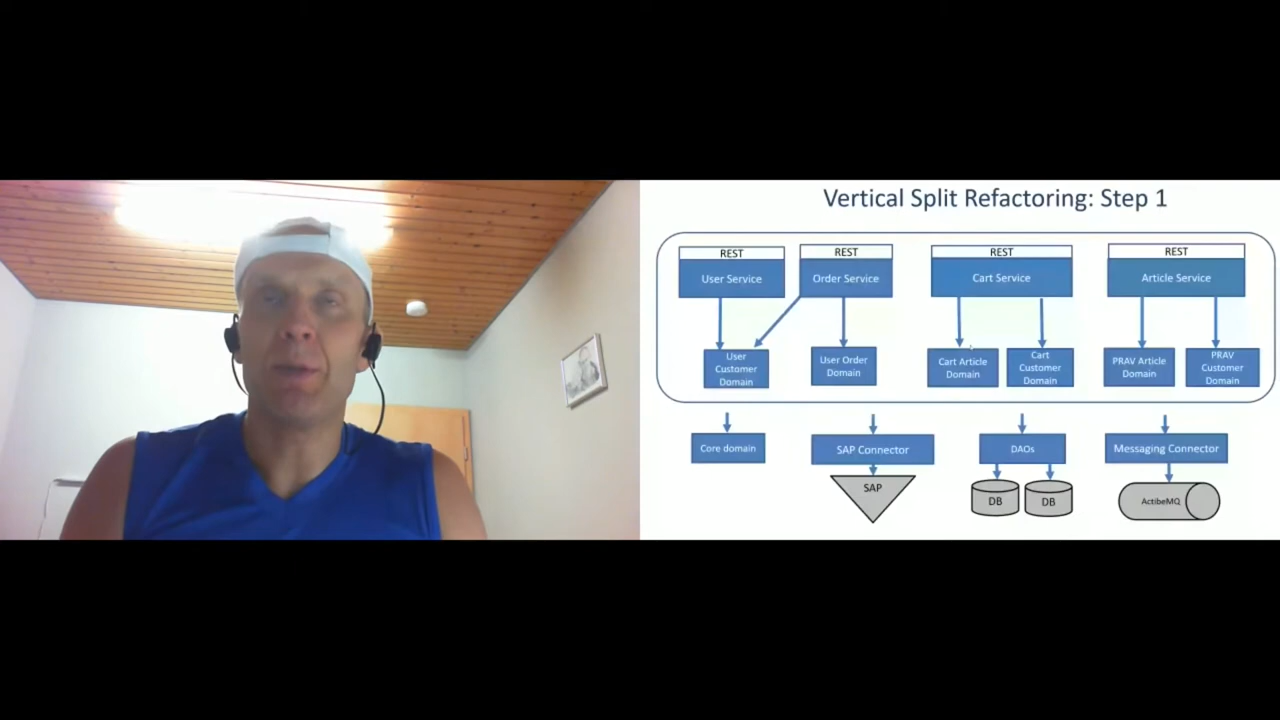 Vertical Split Refactoring: Step 1
REST
REST
REST
REST
User Service
Order Service
Cart Service
Article Service
User
Customer
Domain
User Order
Domain
Cart Article
Domain
Cart
Customer
Domain
PRAV Article
Domain
PRAV
Customer
Domain
Core domain
SAP Connector
DAOs
Messaging Connector
SAP
DB
DB
ActibeMQ